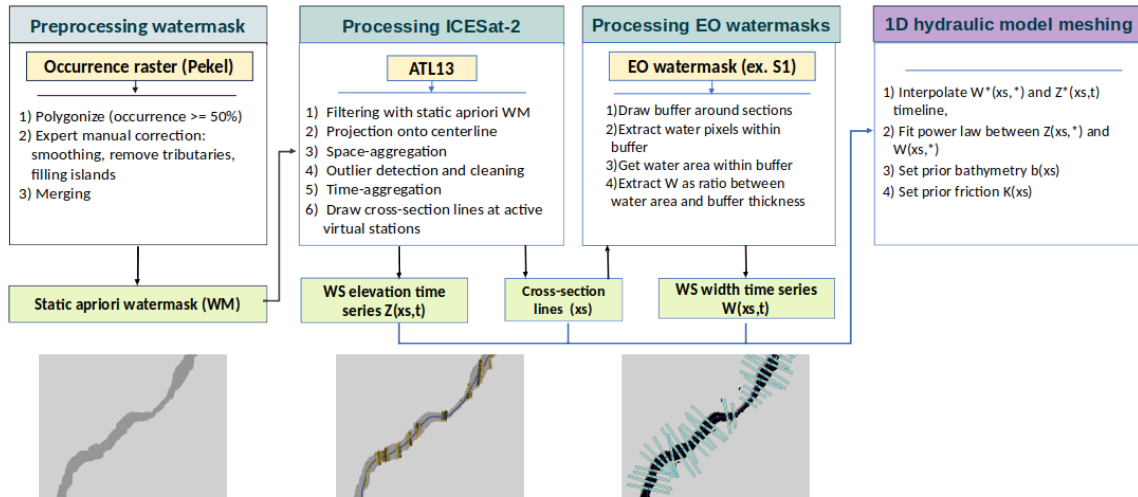 Preprocessing watermask
Occurrence raster (Pekel)
1) Polygonize (occurrence >= 50%)
2) Expert manual correction:
smoothing, remove tributaries,
filling islands
3) Merging
Static apriori watermask (WM)
Processing ICESat-2
ATL13
1) Filtering with static apriori WM
2) Projection onto centerline
3) Space-aggregation
4) Outlier detection and cleaning
5) Time-aggregation
6) Draw cross-section lines at active
virtual stations
WS elevation time
series Z(xs,t)
Cross-section
lines (xs)
Processing EO watermasks
EO watermask (ex. S1)
1)Draw buffer around sections
2)Extract water pixels within
buffer
3)Get water area within buffer
4)Extract W as ratio between
water area and buffer thickness
WS width time series
W(xs,t)
1D hydraulic model meshing
1) Interpolate W*(xs,*) and Z*(xs,t)
timeline,
2) Fit power law between Z(xs,*) and
W(xs,*)
3) Set prior bathymetry b(xs)
4) Set prior friction K(xs)